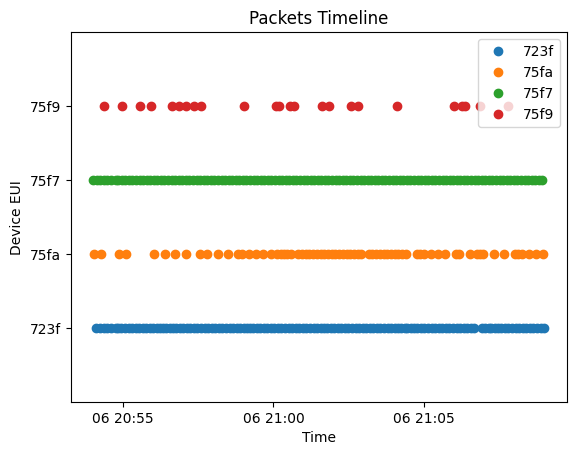 Packets Timeline
723f
75fa
75f7
75f9
75f9
75f7
75fa
723f
Device EUI
06 20:55
06 21:00
06 21:05
Time